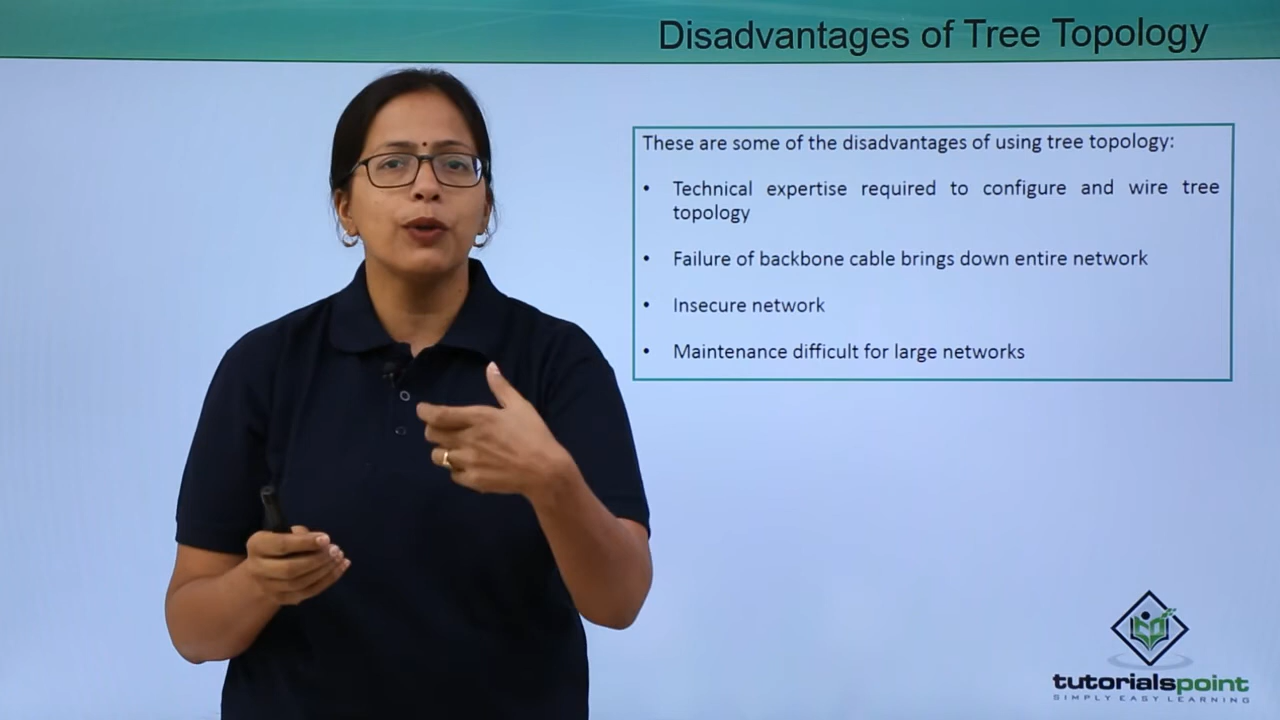 Disadvantages of Tree Topology
These are some of the disadvantages of using tree topology:
• Technical expertise required to configure and wire tree
topology
• Failure of backbone cable brings down entire network
• Insecure network
• Maintenance difficult for large networks
tutorialspoint
SIMPLY EASY LEARNING